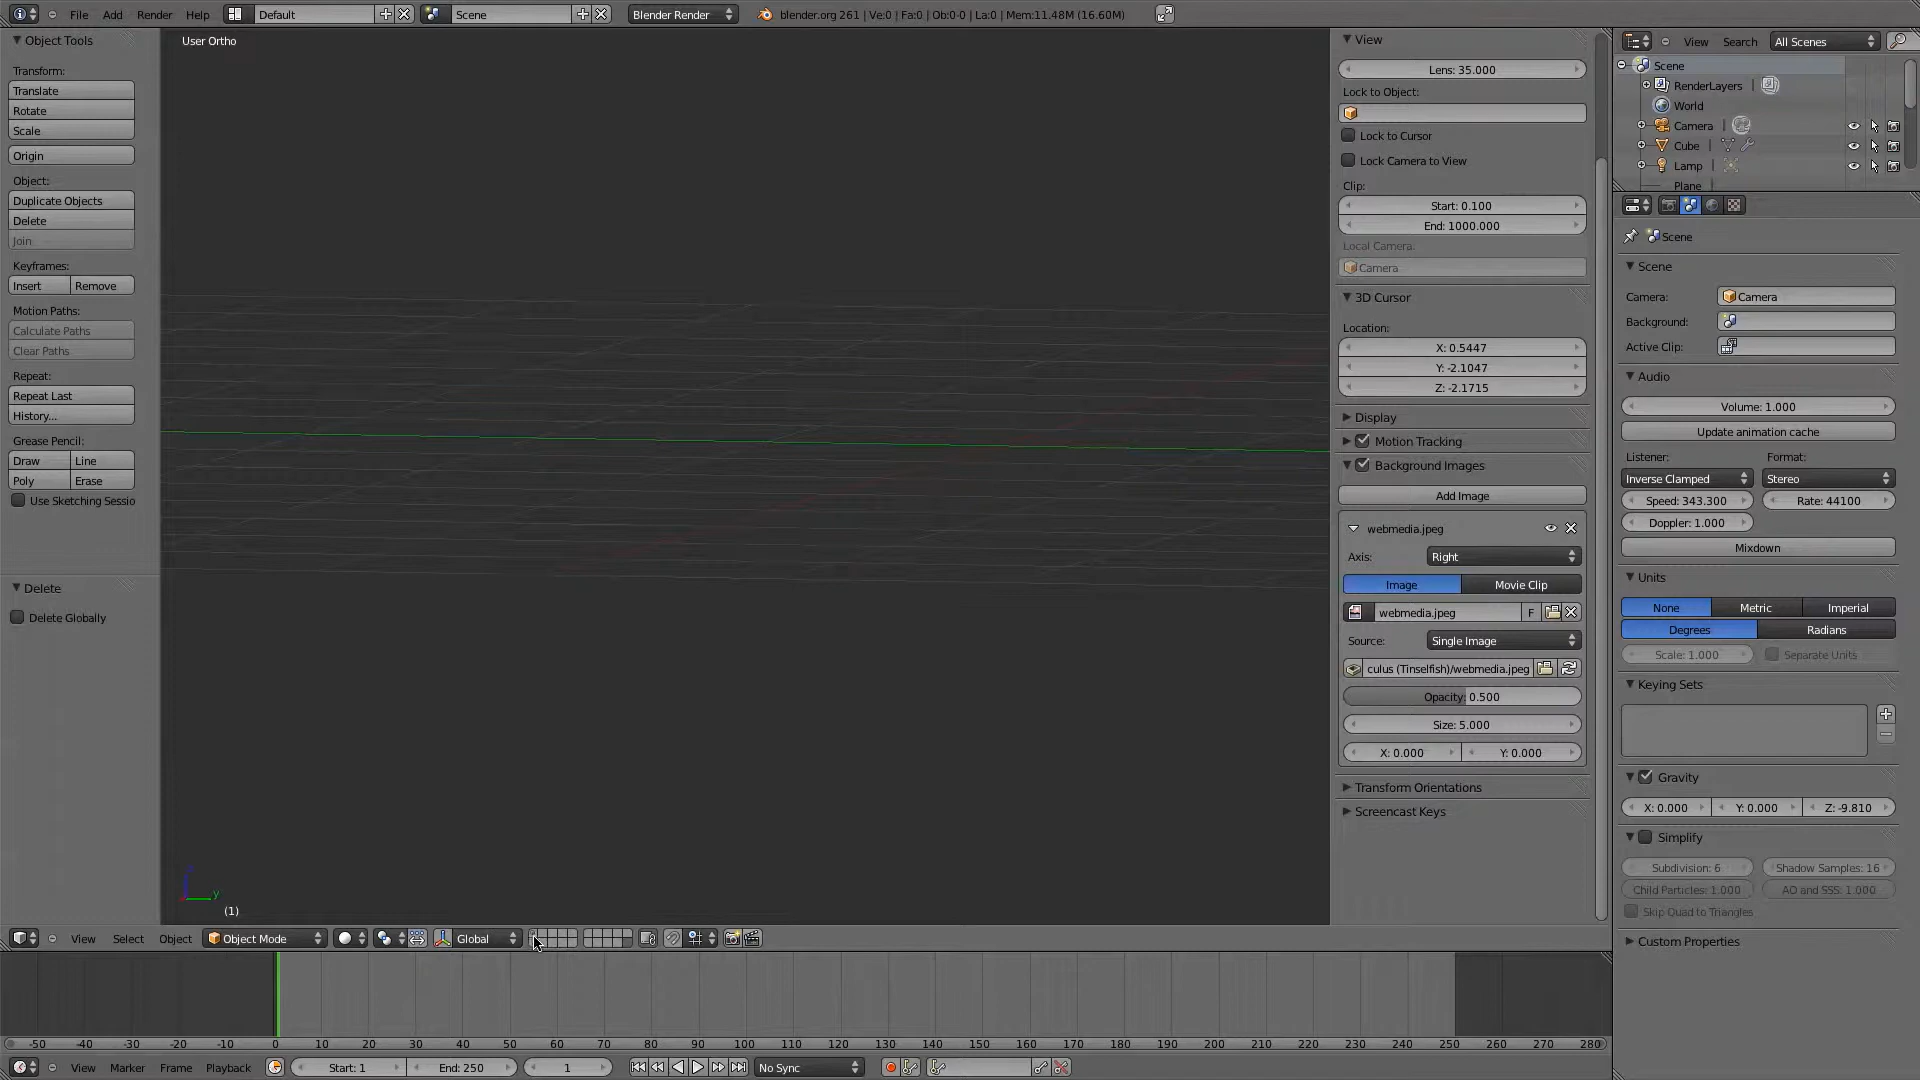 File Add Render Help Default Scene Blender Render blender.org 261 | Ve:0 | Fa:0 | Ob:0-0 | La:0 | Mem:11.48M (16.60M)
Object Tools
Transform:
Translate
Rotate
Scale
Origin
Object:
Duplicate Objects
Delete
Join
Keyframes:
Insert Remove
Motion Paths:
Calculate Paths
Clear Paths
Repeat:
Repeat Last
History...
Grease Pencil:
Draw Line
Poly Erase
Use Sketching Sessio
Delete
Delete Globally
User Ortho
y
(1)
View
Lens: 35.000
Lock to Object:
Lock to Cursor
Lock Camera to View
Clip:
Start: 0.100
End: 1000.000
Local Camera:
Camera
3D Cursor
Location:
X: 0.5447
Y: -2.1047
Z: -2.1715
Display
Motion Tracking
Background Images
Add Image
webmedia.jpeg
Axis: Right
Image Movie Clip
webmedia.jpeg F
Source: Single Image
culus (Tinselfish)/webmedia.jpeg
Opacity: 0.500
Size: 5.000
X: 0.000 Y: 0.000
Transform Orientations
Screencast Keys
View Search All Scenes
Scene
RenderLayers |
World
Camera |
Cube |
Lamp |
Plane
Scene
Scene
Camera: Camera
Background:
Active Clip:
Audio
Volume: 1.000
Update animation cache
Listener: Format:
Inverse Clamped Stereo
Speed: 343.300 Rate: 44100
Doppler: 1.000
Mixdown
Units
None Metric Imperial
Degrees Radians
Scale: 1.000 Separate Units
Keying Sets
Gravity
X: 0.000 Y: 0.000 Z: -9.810
Simplify
Subdivision: 6 Shadow Samples: 16
Child Particles: 1.000 AO and SSS: 1.000
Skip Quad to Triangles
Custom Properties
View Select Object Object Mode Global
-50 -40 -30 -20 -10 0 10 20 30 40 50 60 70 80 90 100 110 120 130 140 150 160 170 180 190 200 210 220 230 240 250 260 270 280
View Marker Frame Playback Start: 1 End: 250 1 No Sync